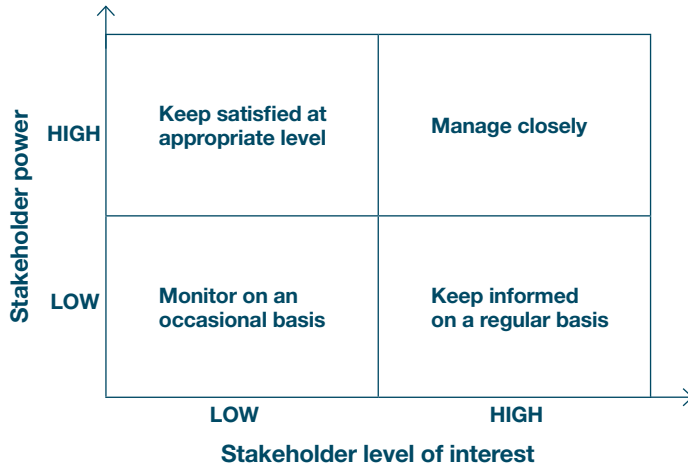 Stakeholder power
HIGH
Keep satisfied at
appropriate level
Manage closely
LOW
Monitor on an
occasional basis
Keep informed
on a regular basis
LOW
HIGH
Stakeholder level of interest